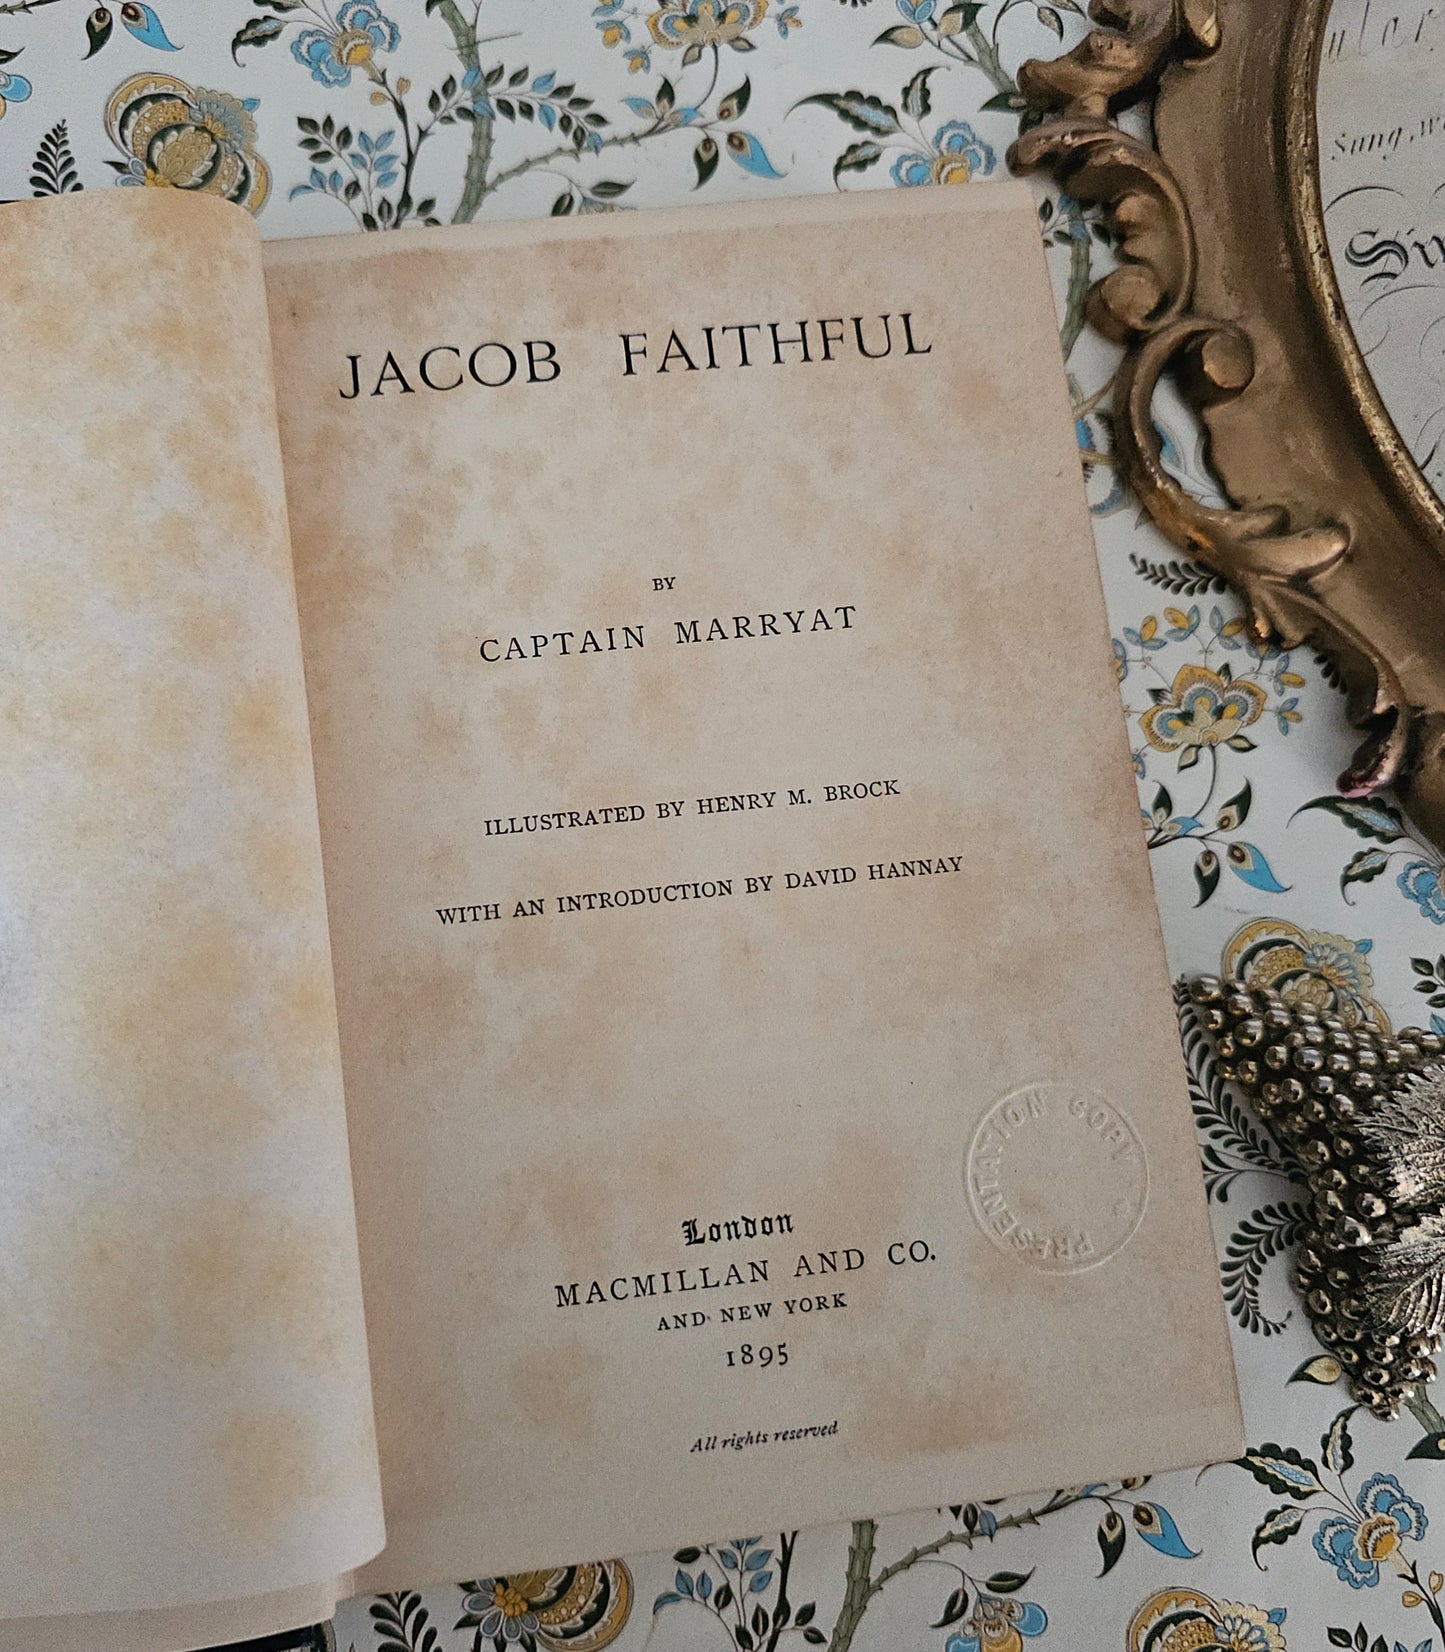 JACOB FAITHFUL
BY
CAPTAIN MARRYAT
ILLUSTRATED BY HENRY M. BROCK
WITH AN INTRODUCTION BY DAVID HANNAY
PRESENTATION COPY
London
MACMILLAN AND CO.
AND NEW YORK
1895
All rights reserved